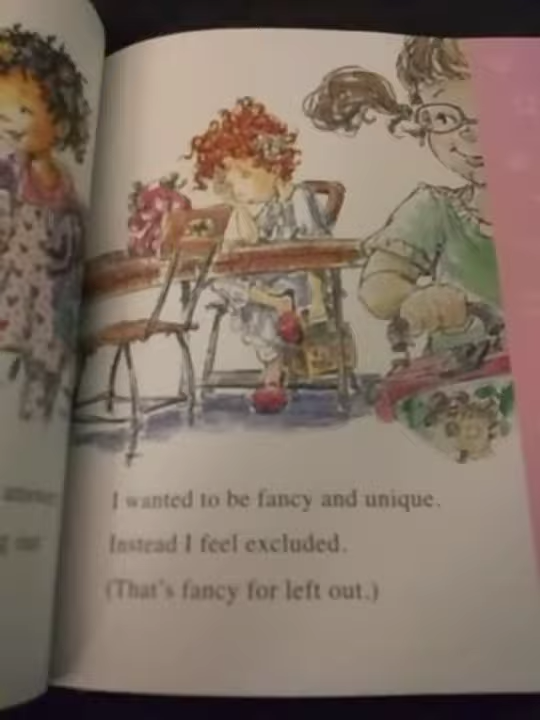 I wanted to be fancy and unique.
Instead I feel excluded.
(That's fancy for left out.)